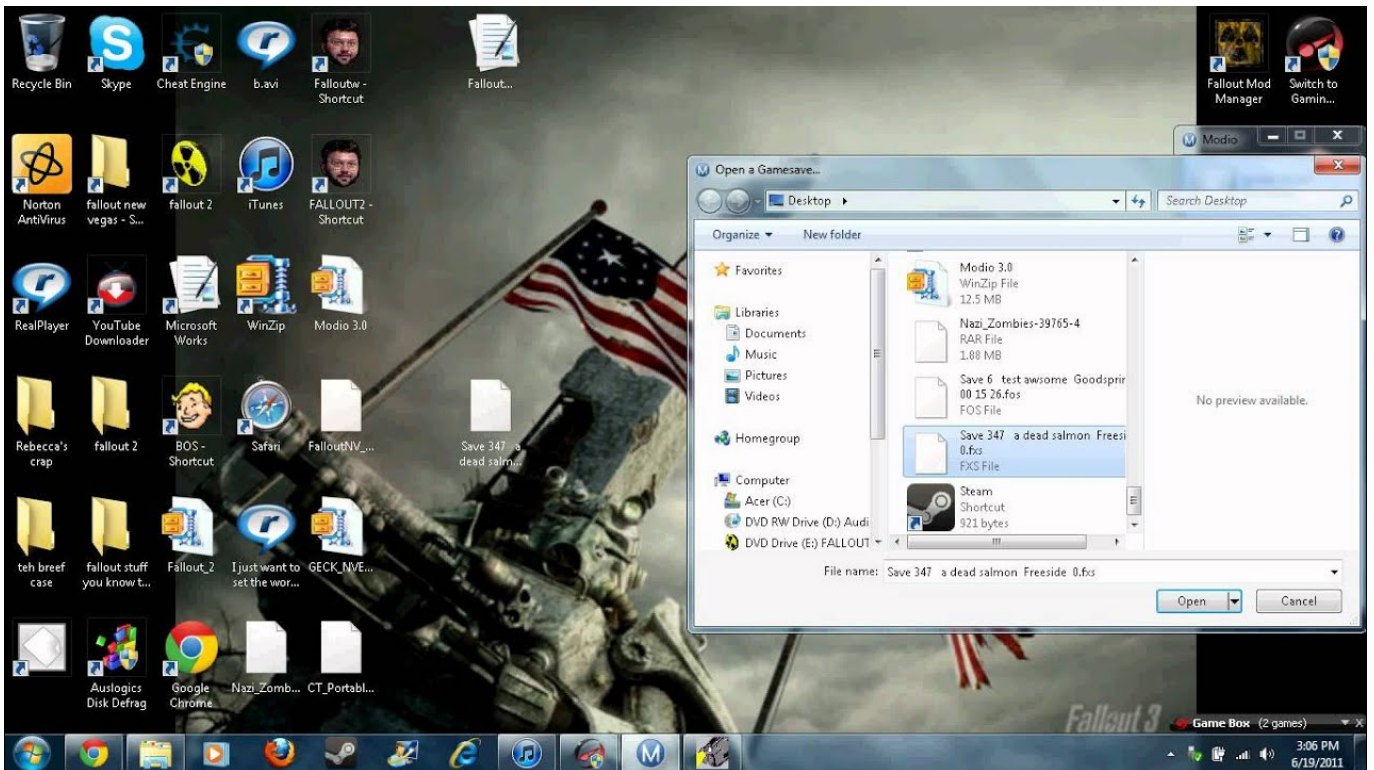 Recycle Bin
Skype
Cheat Engine
b.avi
Falloutw -
Shortcut
Fallout...
Fallout Mod
Manager
Switch to
Gamin...
Norton
AntiVirus
fallout new
vegas - S...
fallout 2
iTunes
FALLOUT2 -
Shortcut
RealPlayer
YouTube
Downloader
Microsoft
Works
WinZip
Modio 3.0
Rebecca's
crap
fallout 2
BOS -
Shortcut
Safari
FalloutNV_...
Save 347 a
dead salm...
teh breef
case
fallout stuff
you know t...
Fallout_2
I just want to
set the wor...
GECK_NVE...
Auslogics
Disk Defrag
Google
Chrome
Nazi_Zomb...
CT_Portabl...
Modio
Open a Gamesave...
Desktop
Search Desktop
Organize
New folder
Favorites
Libraries
Documents
Music
Pictures
Videos
Homegroup
Computer
Acer (C:)
DVD RW Drive (D:) Audi
DVD Drive (E:) FALLOUT
Modio 3.0
WinZip File
12.5 MB
Nazi_Zombies-39765-4
RAR File
1.88 MB
Save 6 test awsome Goodsprin
00 15 26.fos
FOS File
Save 347 a dead salmon Freesi
0.fxs
FXS File
Steam
Shortcut
921 bytes
No preview available.
File name: Save 347 a dead salmon Freeside 0.fxs
Open
Cancel
Fallout 3
Game Box (2 games)
3:06 PM
6/19/2011